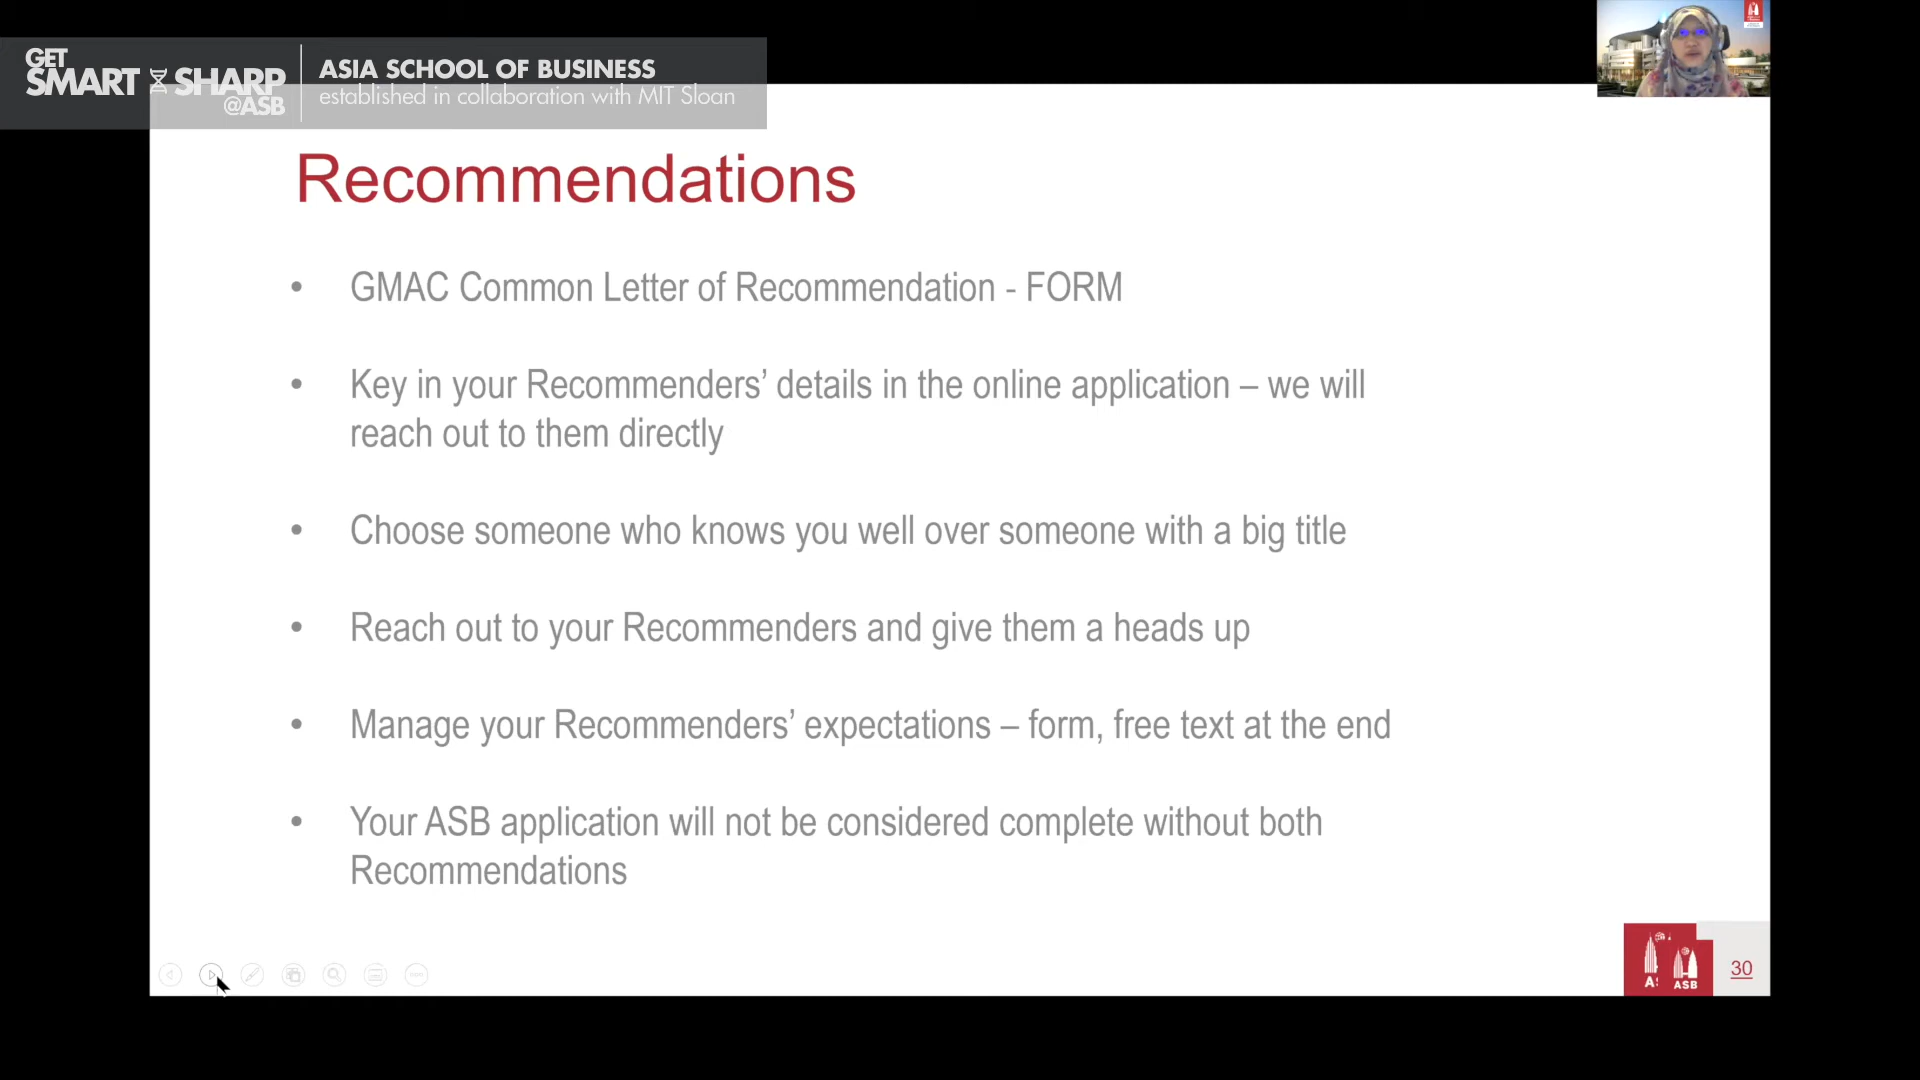 GET
SMART SHARP
@ASB
ASIA SCHOOL OF BUSINESS
established in collaboration with MIT Sloan
Recommendations
• GMAC Common Letter of Recommendation - FORM
• Key in your Recommenders’ details in the online application – we will
reach out to them directly
• Choose someone who knows you well over someone with a big title
• Reach out to your Recommenders and give them a heads up
• Manage your Recommenders’ expectations – form, free text at the end
• Your ASB application will not be considered complete without both
Recommendations
ASB
30